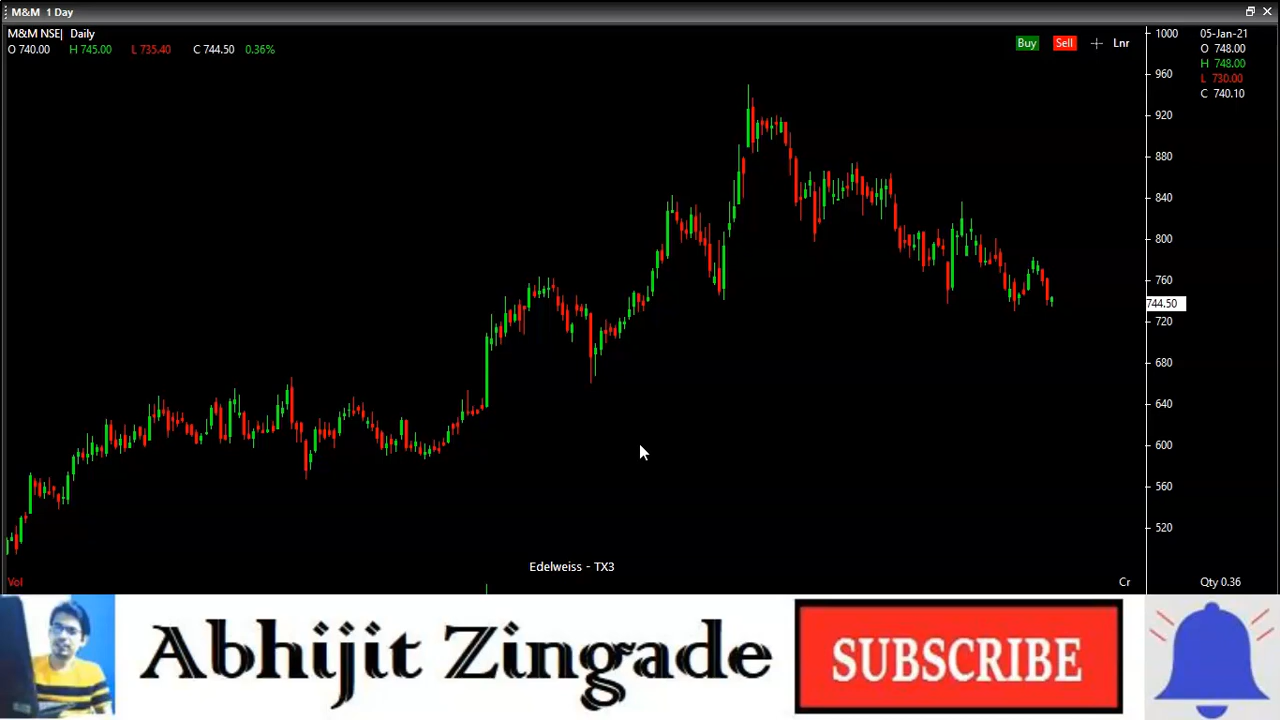 M&M 1 Day
M&M NSE| Daily
O 740.00 H 745.00 L 735.40 C 744.50 0.36%
Buy Sell Lnr
05-Jan-21
O 748.00
H 748.00
L 730.00
C 740.10
1000
960
920
880
840
800
760
744.50
720
680
640
600
560
520
Edelweiss - TX3
Vol
Cr
Qty 0.36
Abhijit Zingade
SUBSCRIBE